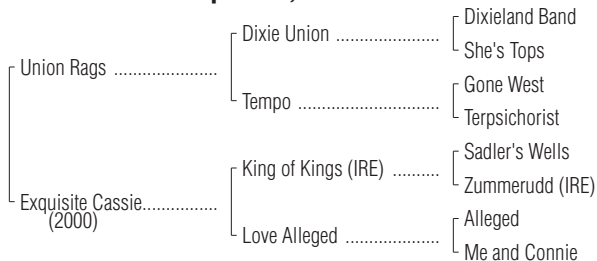 Dixieland Band
Dixie Union ..................
She's Tops
Union Rags .....................
Gone West
Tempo .............................
Terpsichorist
Sadler's Wells
King of Kings (IRE) ..........
Zummerudd (IRE)
Exquisite Cassie................
(2000)
Alleged
Love Alleged ...................
Me and Connie